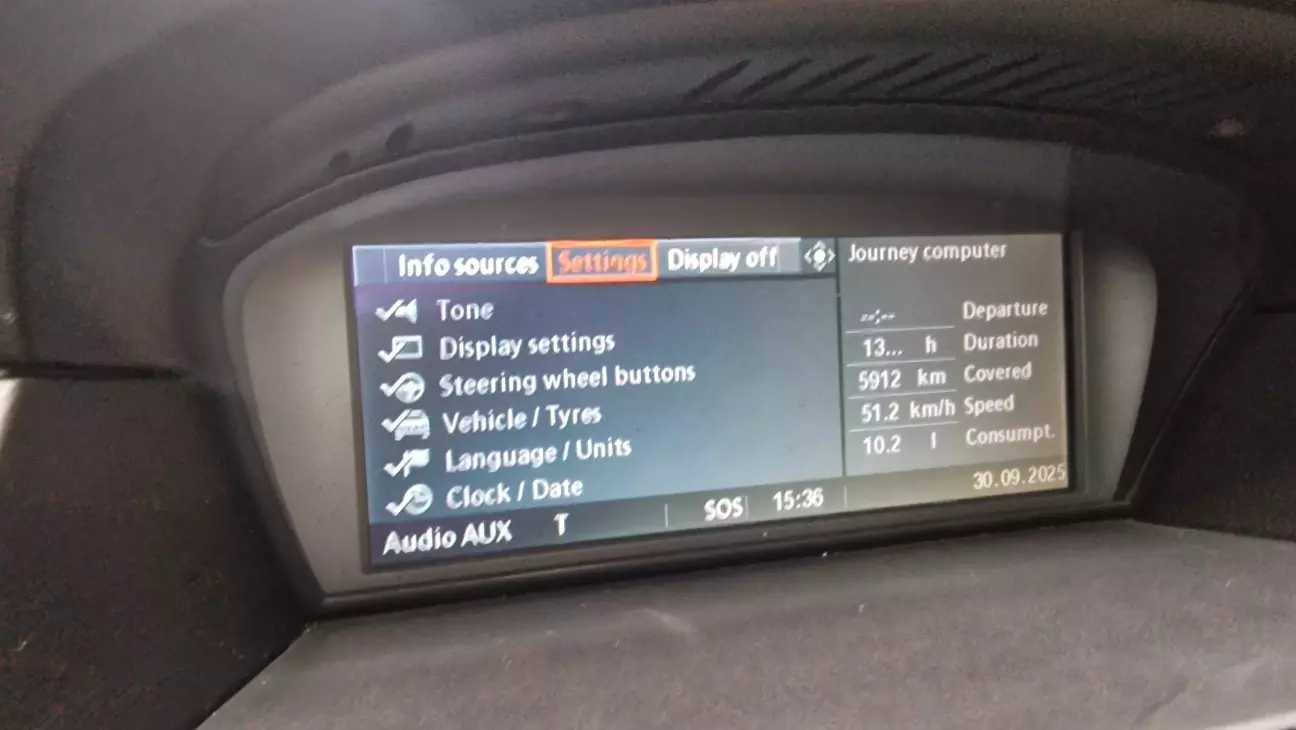 Info sources Settings Display off
Tone
Display settings
Steering wheel buttons
Vehicle / Tyres
Language / Units
Clock / Date
Audio AUX T SOS 15:36
Journey computer
--:-- Departure
13... h Duration
5912 km Covered
51.2 km/h Speed
10.2 l Consumpt.
30.09.2025